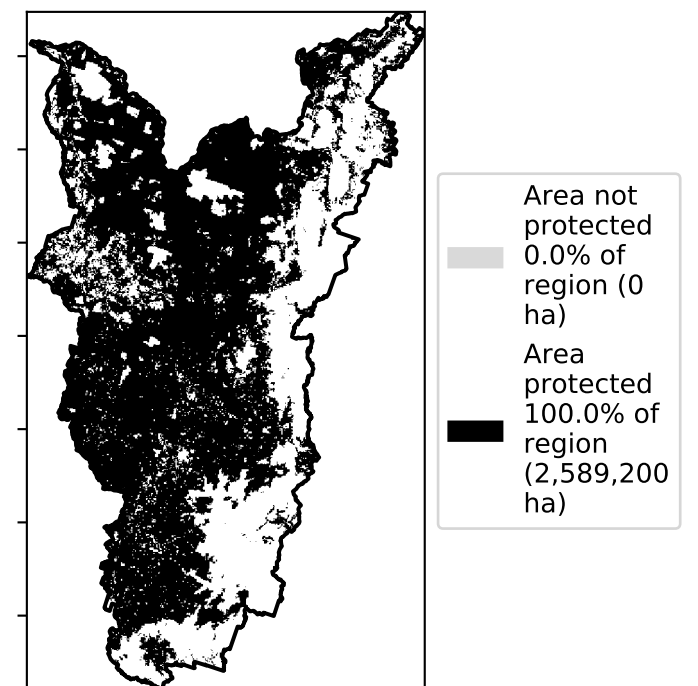 Area not
protected
0.0% of
region (0
ha)
Area
protected
100.0% of
region
(2,589,200
ha)